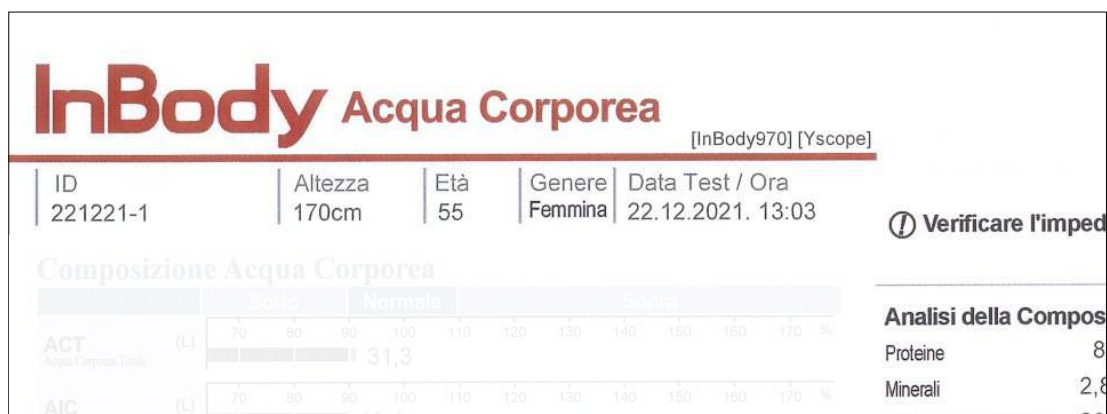 InBody Acqua Corporea
[InBody970] [Yscope]
ID Altezza Età Genere Data Test / Ora
221221-1 170cm 55 Femmina 22.12.2021. 13:03
Verificare l'imped
Composizione Acqua Corporea
Sotto Normale Sopra
ACT (L) 70 80 90 100 110 120 130 140 150 160 170 %
Acqua Corporea Totale 31,3
AIC (L) 70 80 90 100 110 120 130 140 150 160 170 %
Analisi della Compos
Proteine 8
Minerali 2,8